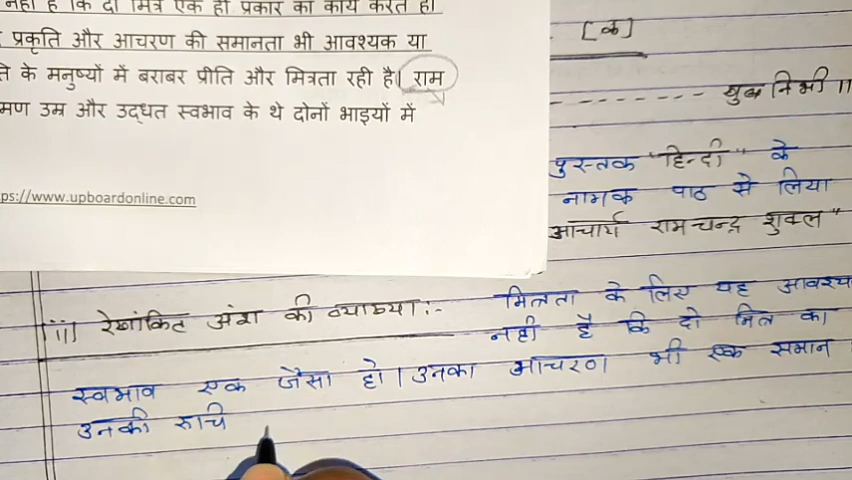 नहीं है कि दो मित्र एक ही प्रकार का कार्य करते हों
प्रकृति और आचरण की समानता भी आवश्यक या
के मनुष्यों में बराबर प्रीति और मित्रता रही है। राम
उग्र और उद्धत स्वभाव के थे दोनों भाइयों में
ps://www.upboardonline.com
[क]
- - - - - - - - निभी ॥
पुस्तक "हिन्दी" के
नामक पाठ से लिया
आचार्य रामचन्द्र शुक्ल"
ii) रेखांकित अंश की व्याख्या:- मित्रता के लिए यह आवश्य
नहीं है कि दो मित्र का
स्वभाव एक जैसा हो। उनका आचरण भी एक समान
उनकी रुचि